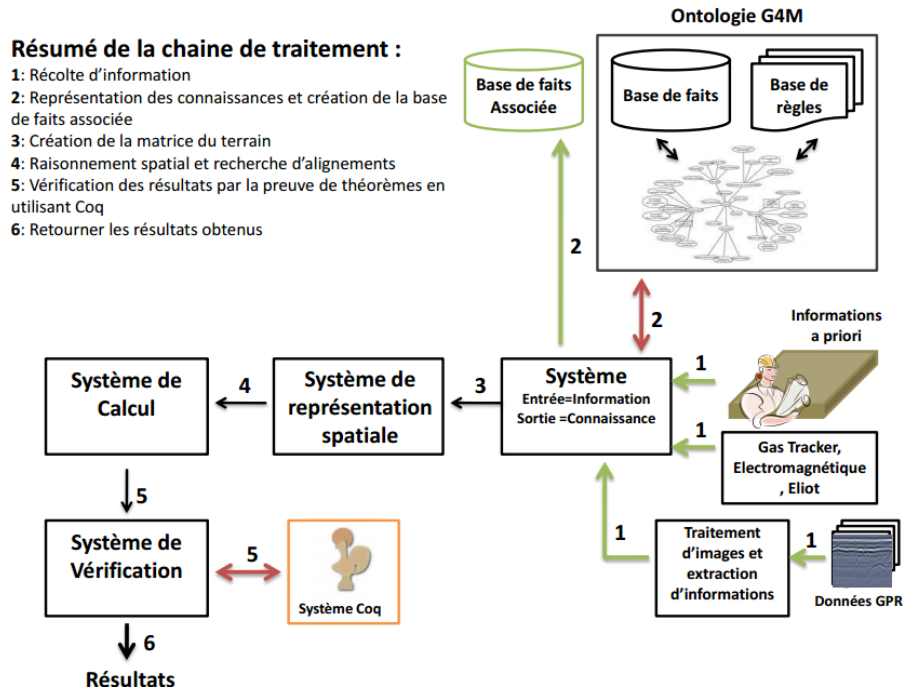 Ontologie G4M
Résumé de la chaine de traitement :
1: Récolte d'information
2: Représentation des connaissances et création de la base
de faits associée
3: Création de la matrice du terrain
4: Raisonnement spatial et recherche d'alignements
5: Vérification des résultats par la preuve de théorèmes en
utilisant Coq
6: Retourner les résultats obtenus
Base de faits
Associée
Base de faits
Base de
règles
2
2
Informations
a priori
1
Système
Entrée=Information
Sortie =Connaissance
3
Système de
représentation
spatiale
4
Système de
Calcul
1
Gas Tracker,
Electromagnétique
, Eliot
5
1
Traitement
d'images et
extraction
d'informations
1
Données GPR
Système de
Vérification
5
Système Coq
6
Résultats